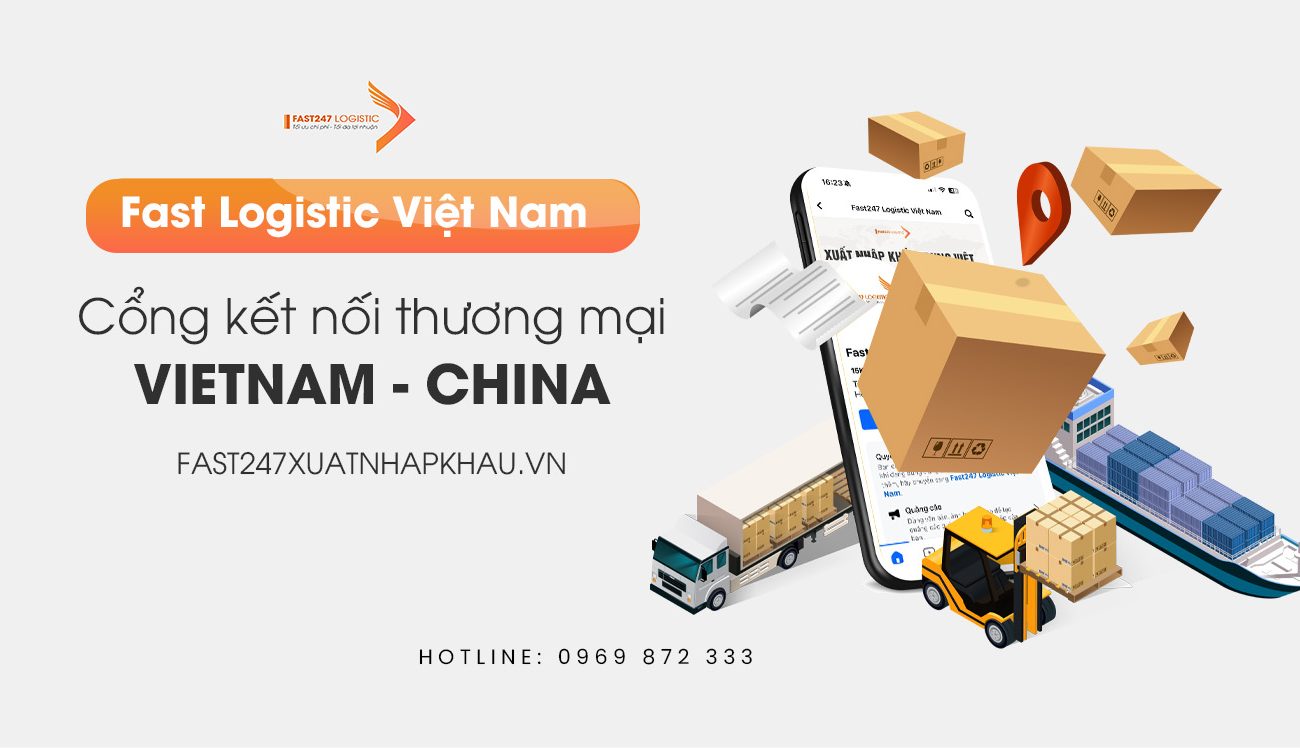 FAST247 LOGISTIC
Tối ưu chi phí - Tối đa lợi nhuận
Fast Logistic Việt Nam
Cổng kết nối thương mại
VIETNAM - CHINA
FAST247XUATNHAPKHAU.VN
HOTLINE: 0969 872 333
16:23
Fast247 Logistic Việt Nam
XUẤT NHẬP
Fast
Fast247 Logistic Việt
Nam.
Quảng cáo